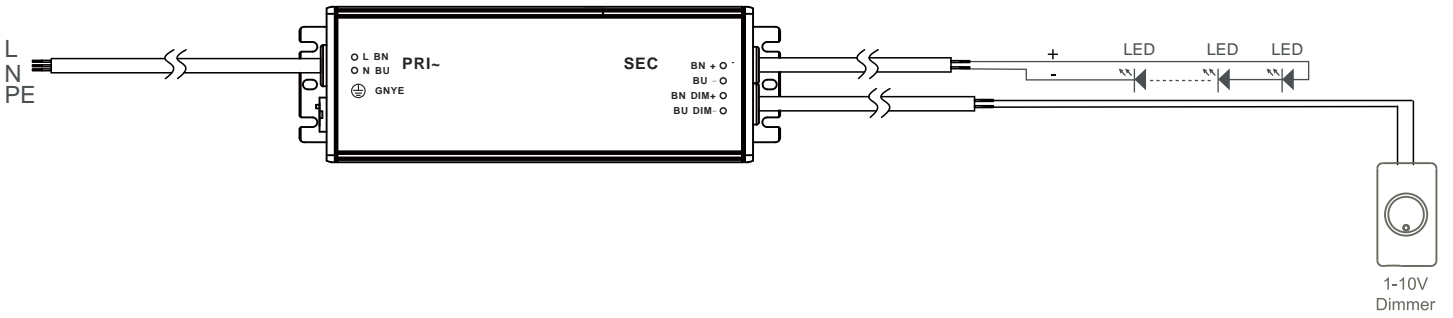 L
N
PE
L BN
N BU
GNYE
PRI~
SEC
BN +
BU -
BN DIM+
BU DIM-
+
-
LED
LED
LED
1-10V
Dimmer